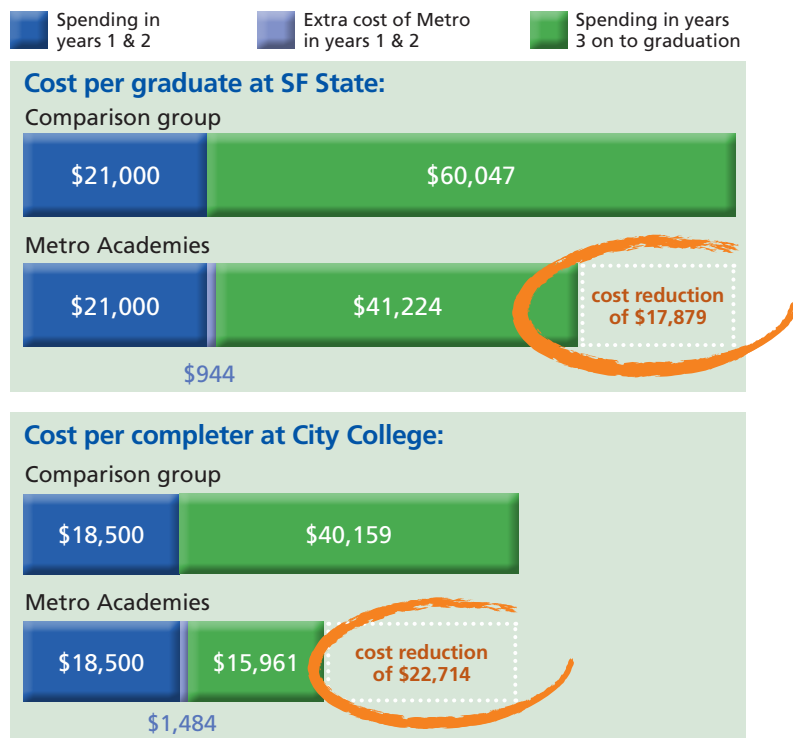 Spending in
years 1 & 2
Extra cost of Metro
in years 1 & 2
Spending in years
3 on to graduation
Cost per graduate at SF State:
Comparison group
$21,000
$60,047
Metro Academies
$21,000
$41,224
cost reduction
of $17,879
$944
Cost per completer at City College:
Comparison group
$18,500
$40,159
Metro Academies
$18,500
$15,961
cost reduction
of $22,714
$1,484